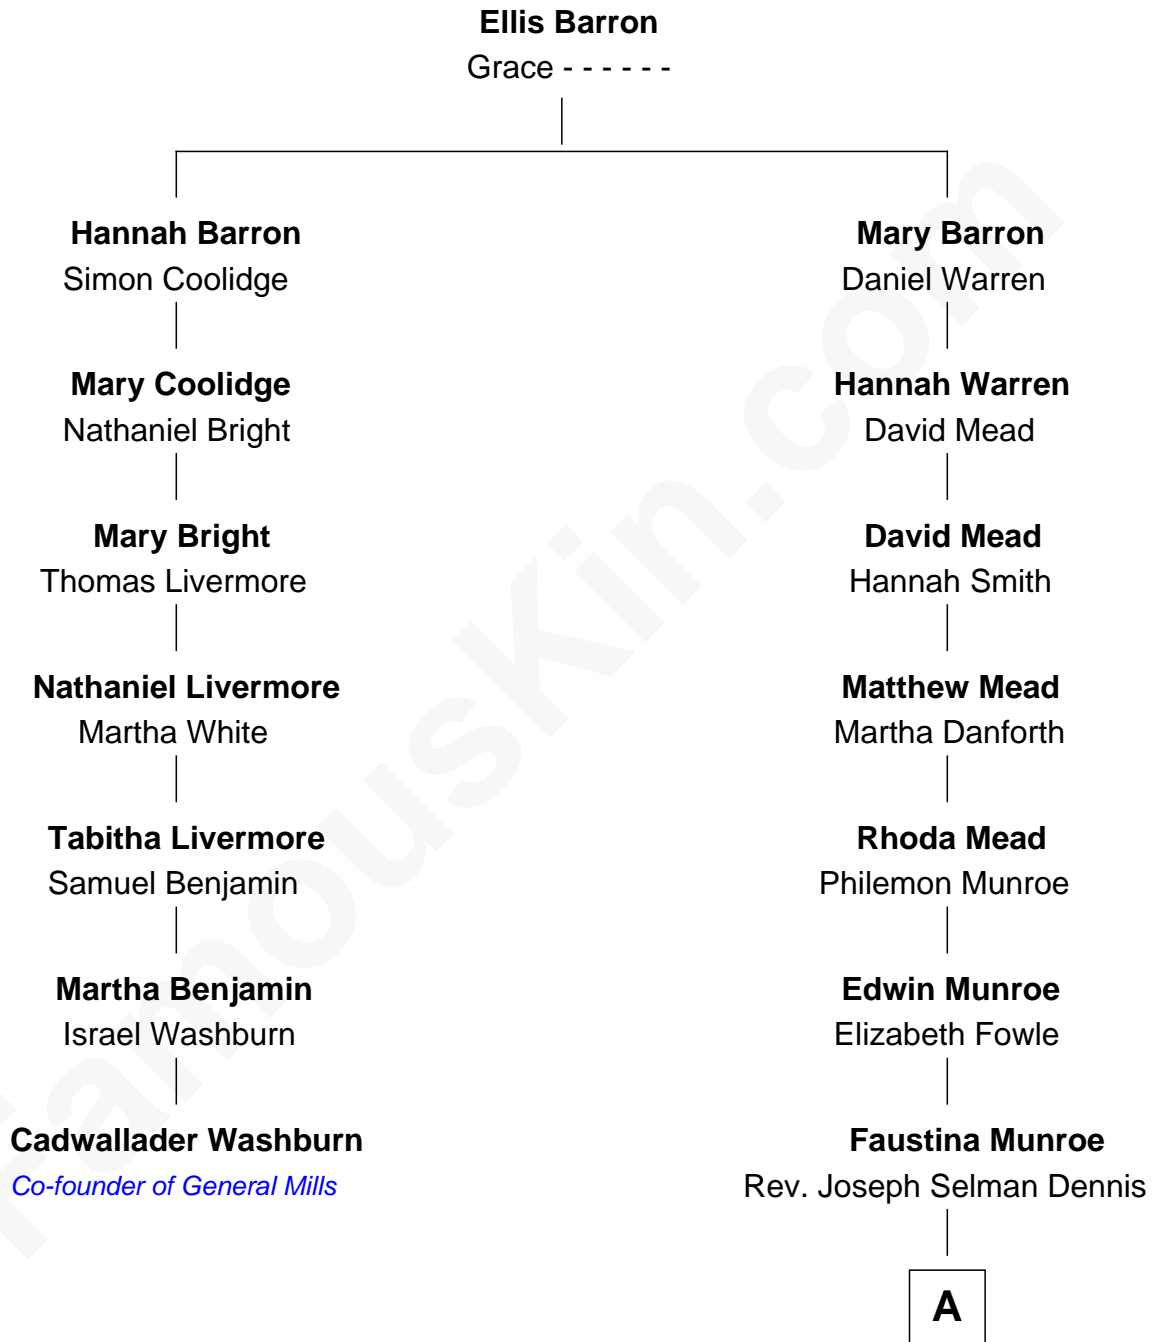 Ellis Barron
Grace - - - - - -
Hannah Barron
Simon Coolidge
Mary Barron
Daniel Warren
Mary Coolidge
Nathaniel Bright
Hannah Warren
David Mead
Mary Bright
Thomas Livermore
David Mead
Hannah Smith
Nathaniel Livermore
Martha White
Matthew Mead
Martha Danforth
Tabitha Livermore
Samuel Benjamin
Rhoda Mead
Philemon Munroe
Martha Benjamin
Israel Washburn
Edwin Munroe
Elizabeth Fowle
Cadwallader Washburn
Co-founder of General Mills
Faustina Munroe
Rev. Joseph Selman Dennis
A
FamousKin.com